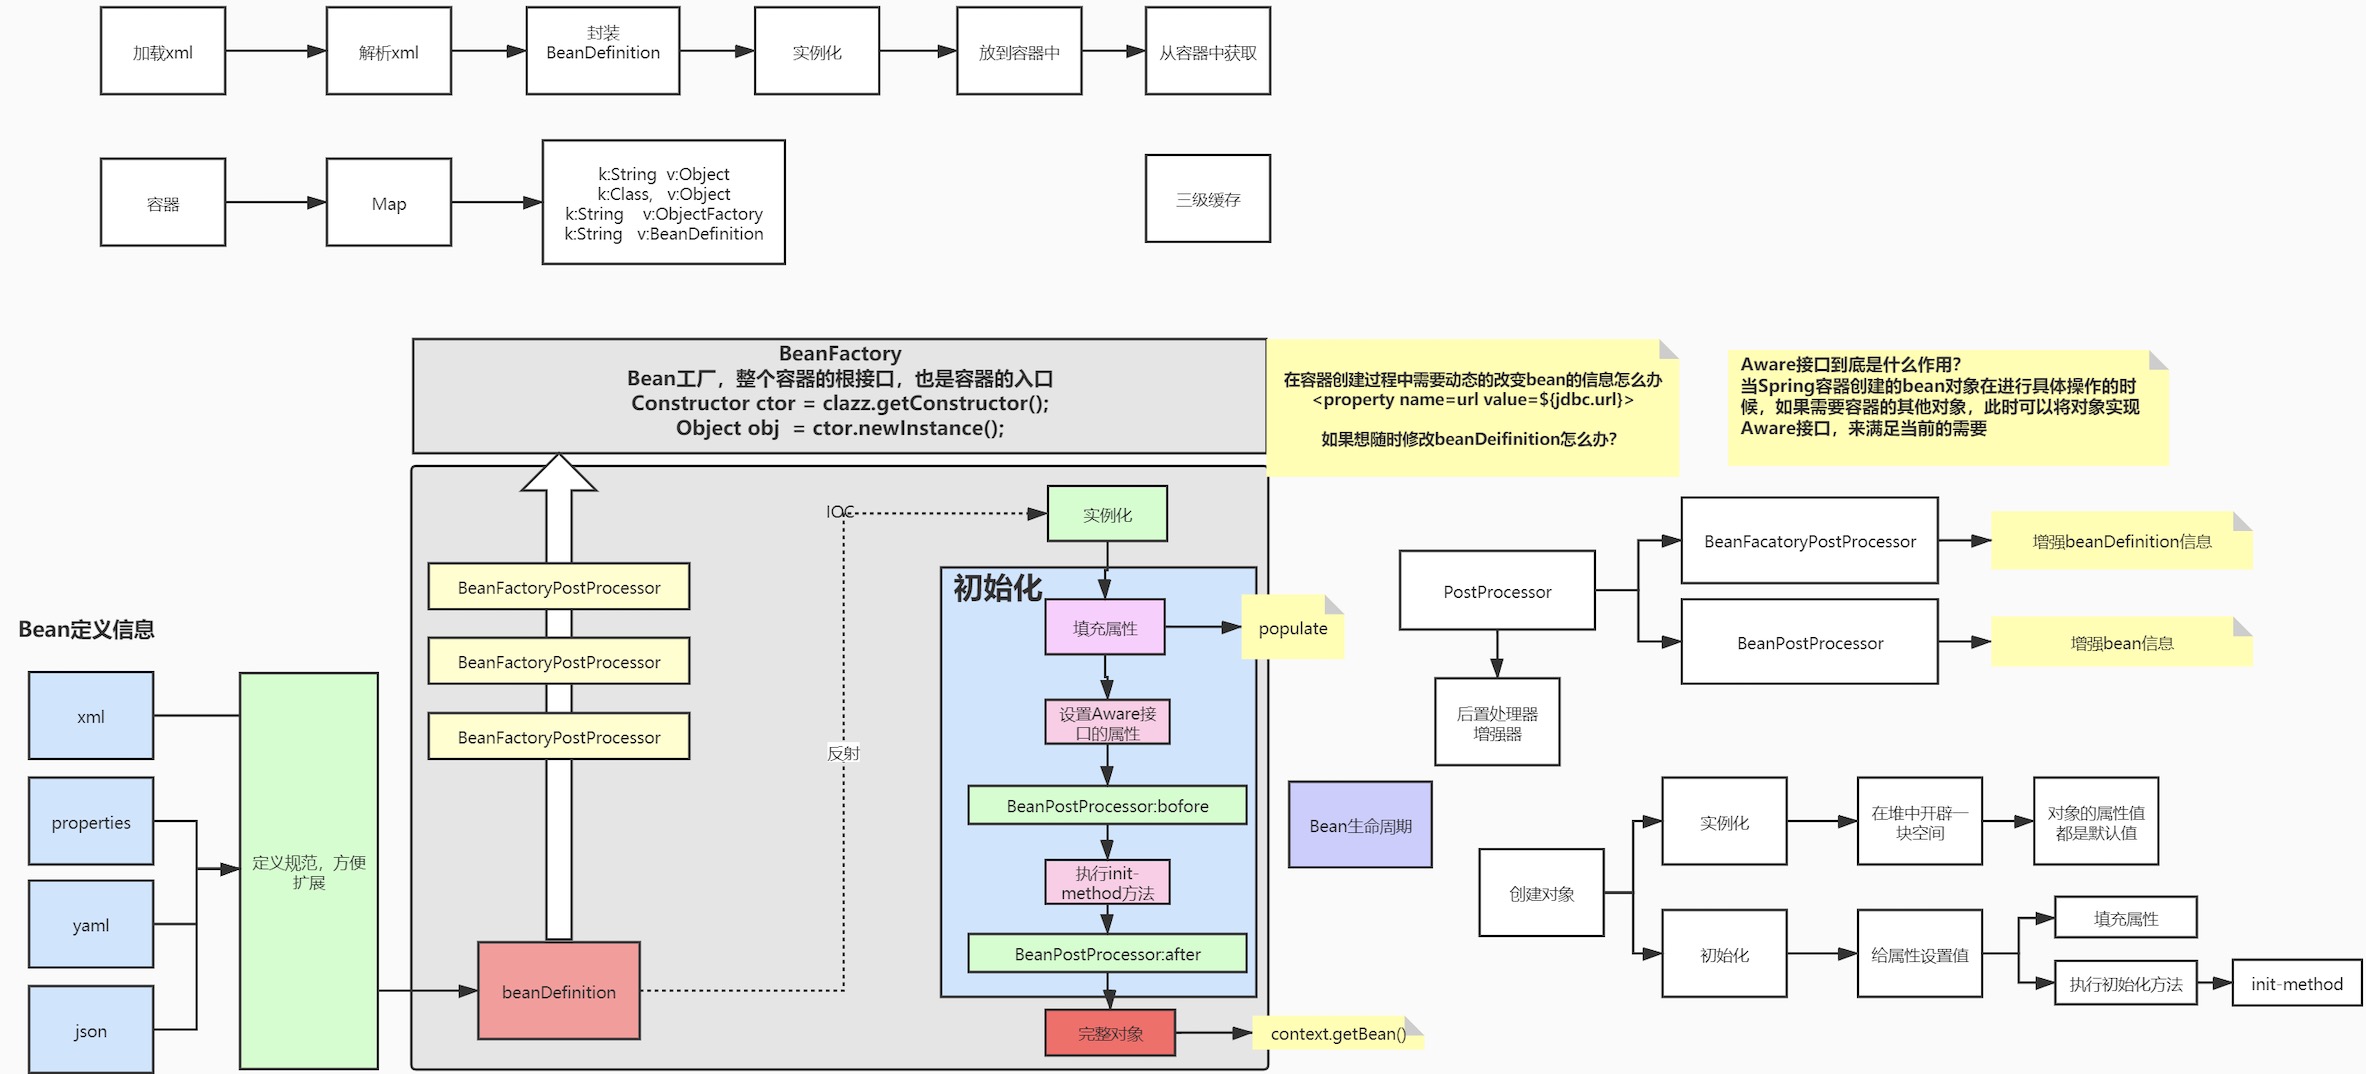 加载xml
解析xml
封装
BeanDefinition
实例化
放到容器中
从容器中获取
容器
Map
k:String  v:Object
k:Class,  v:Object
k:String    v:ObjectFactory
k:String   v:BeanDefinition
三级缓存
BeanFactory
Bean工厂，整个容器的根接口，也是容器的入口
Constructor ctor = clazz.getConstructor();
Object obj  = ctor.newInstance();
在容器创建过程中需要动态的改变bean的信息怎么办
<property name=url value=${jdbc.url}>
如果想随时修改beanDeifinition怎么办？
Aware接口到底是什么作用？
当Spring容器创建的bean对象在进行具体操作的时
候，如果需要容器的其他对象，此时可以将对象实现
Aware接口，来满足当前的需要
Bean定义信息
xml
properties
yaml
json
定义规范，方便
扩展
BeanFactoryPostProcessor
BeanFactoryPostProcessor
BeanFactoryPostProcessor
beanDefinition
IOC
反射
实例化
初始化
填充属性
populate
设置Aware接
口的属性
BeanPostProcessor:bofore
执行init-
method方法
BeanPostProcessor:after
完整对象
context.getBean()
Bean生命周期
PostProcessor
后置处理器
增强器
BeanFacatoryPostProcessor
增强beanDefinition信息
BeanPostProcessor
增强bean信息
创建对象
实例化
在堆中开辟一
块空间
对象的属性值
都是默认值
初始化
给属性设置值
填充属性
执行初始化方法
init-method